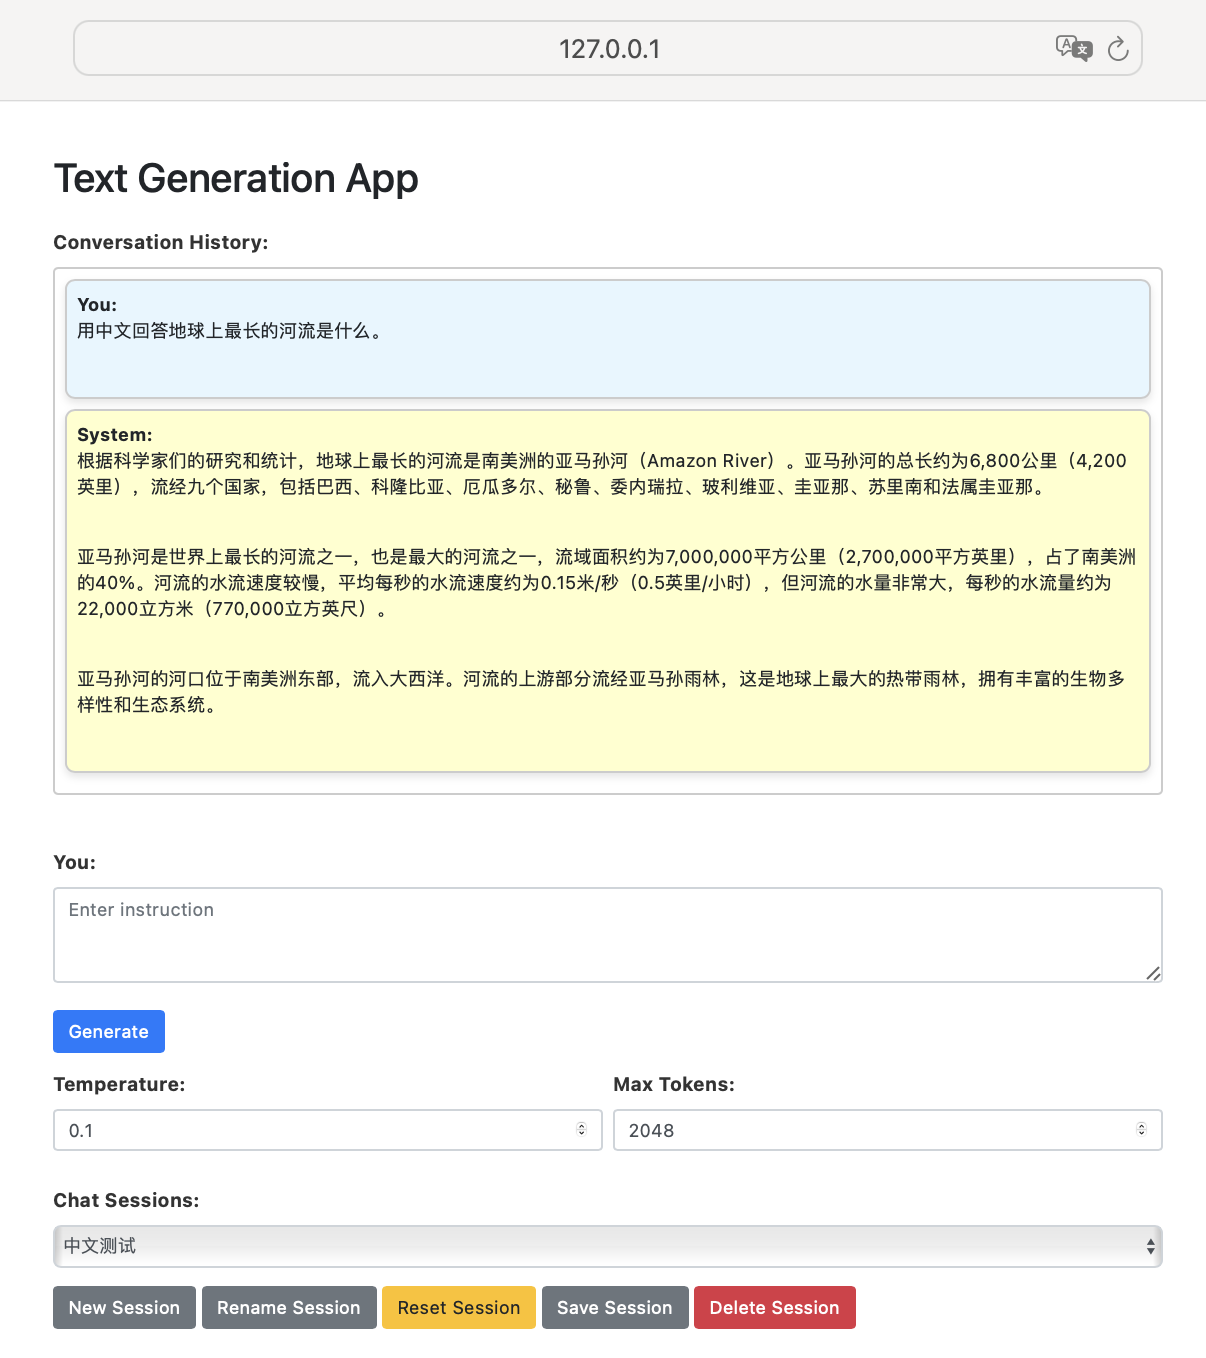 127.0.0.1
Text Generation App
Conversation History:
You:
用中文回答地球上最长的河流是什么。
System:
根据科学家们的研究和统计，地球上最长的河流是南美洲的亚马孙河（Amazon River）。亚马孙河的总长约为6,800公里（4,200
英里），流经九个国家，包括巴西、科隆比亚、厄瓜多尔、秘鲁、委内瑞拉、玻利维亚、圭亚那、苏里南和法属圭亚那。
亚马孙河是世界上最长的河流之一，也是最大的河流之一，流域面积约为7,000,000平方公里（2,700,000平方英里），占了南美洲
的40%。河流的水流速度较慢，平均每秒的水流速度约为0.15米/秒（0.5英里/小时），但河流的水量非常大，每秒的水流量约为
22,000立方米（770,000立方英尺）。
亚马孙河的河口位于南美洲东部，流入大西洋。河流的上游部分流经亚马孙雨林，这是地球上最大的热带雨林，拥有丰富的生物多
样性和生态系统。
You:
Enter instruction
Generate
Temperature: Max Tokens:
0.1 2048
Chat Sessions:
中文测试
New Session Rename Session Reset Session Save Session Delete Session